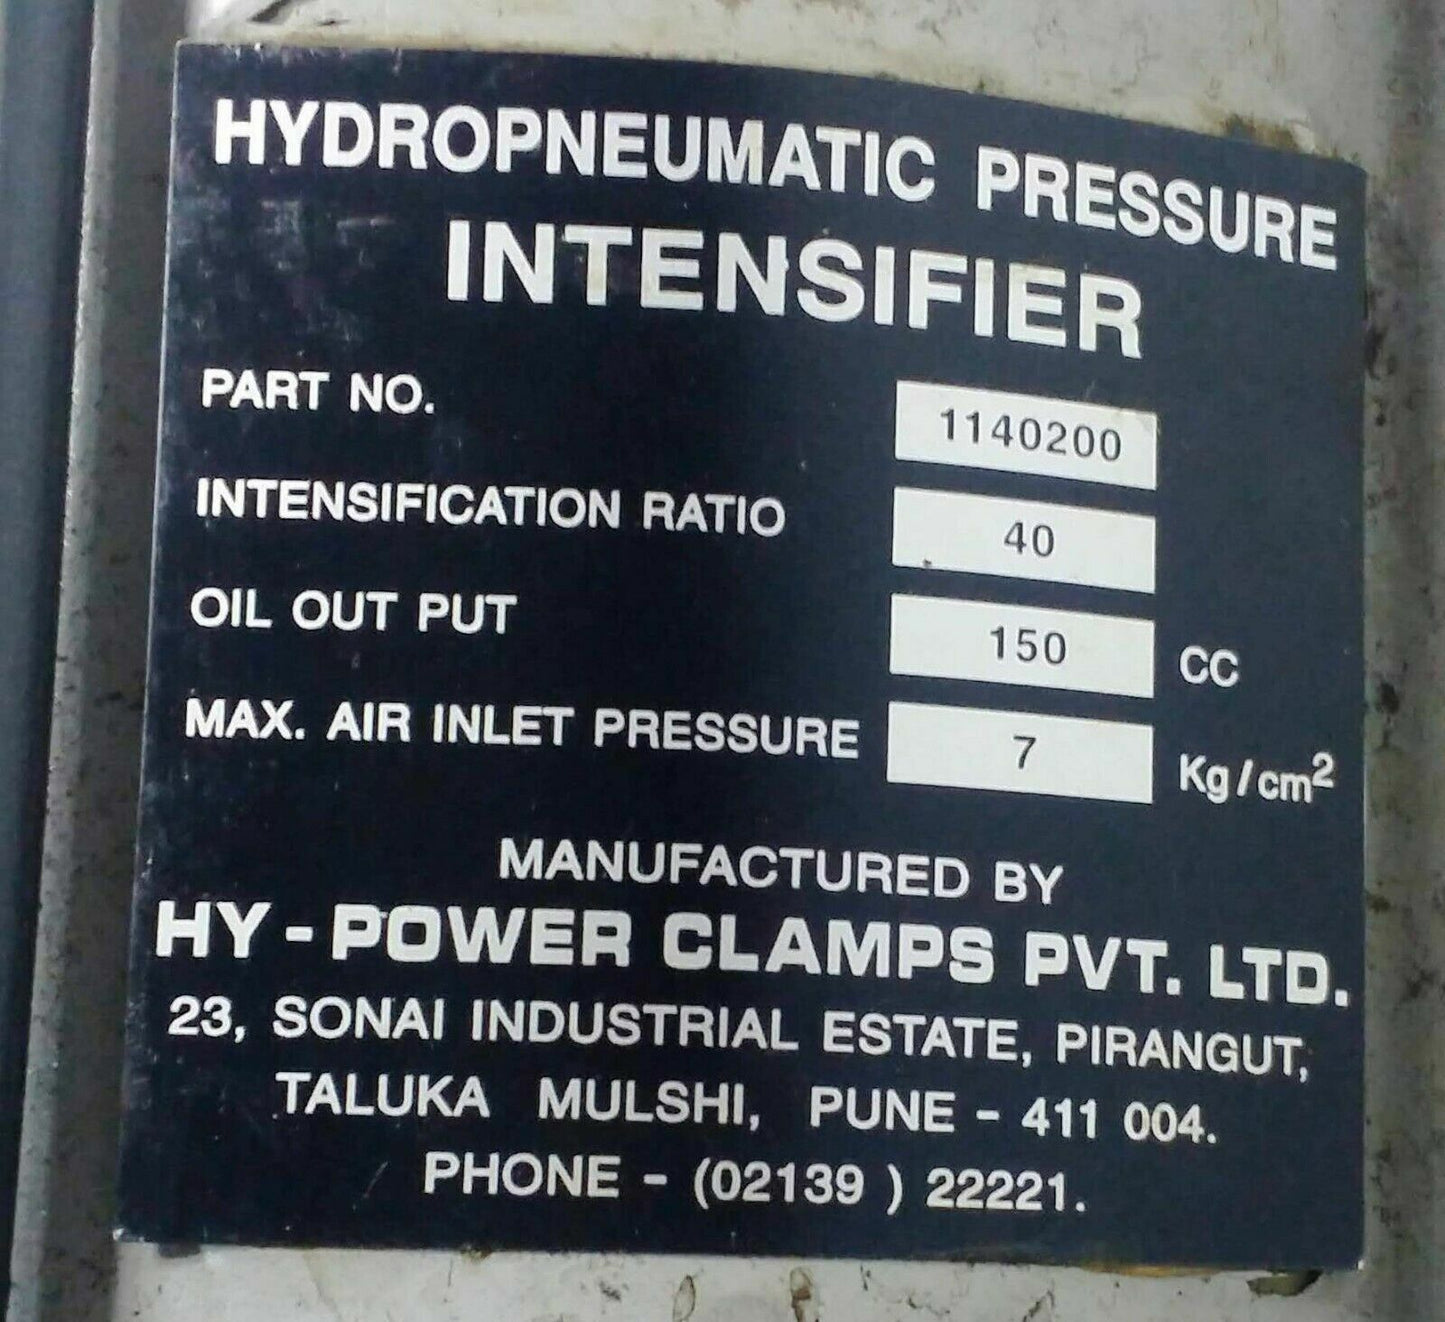 HYDROPNEUMATIC PRESSURE
INTENSIFIER
PART NO. 1140200
INTENSIFICATION RATIO 40
OIL OUT PUT 150 CC
MAX. AIR INLET PRESSURE 7 Kg/cm²
MANUFACTURED BY
HY-POWER CLAMPS PVT. LTD.
23, SONAI INDUSTRIAL ESTATE, PIRANGUT,
TALUKA MULSHI, PUNE - 411 004.
PHONE - (02139 ) 22221.